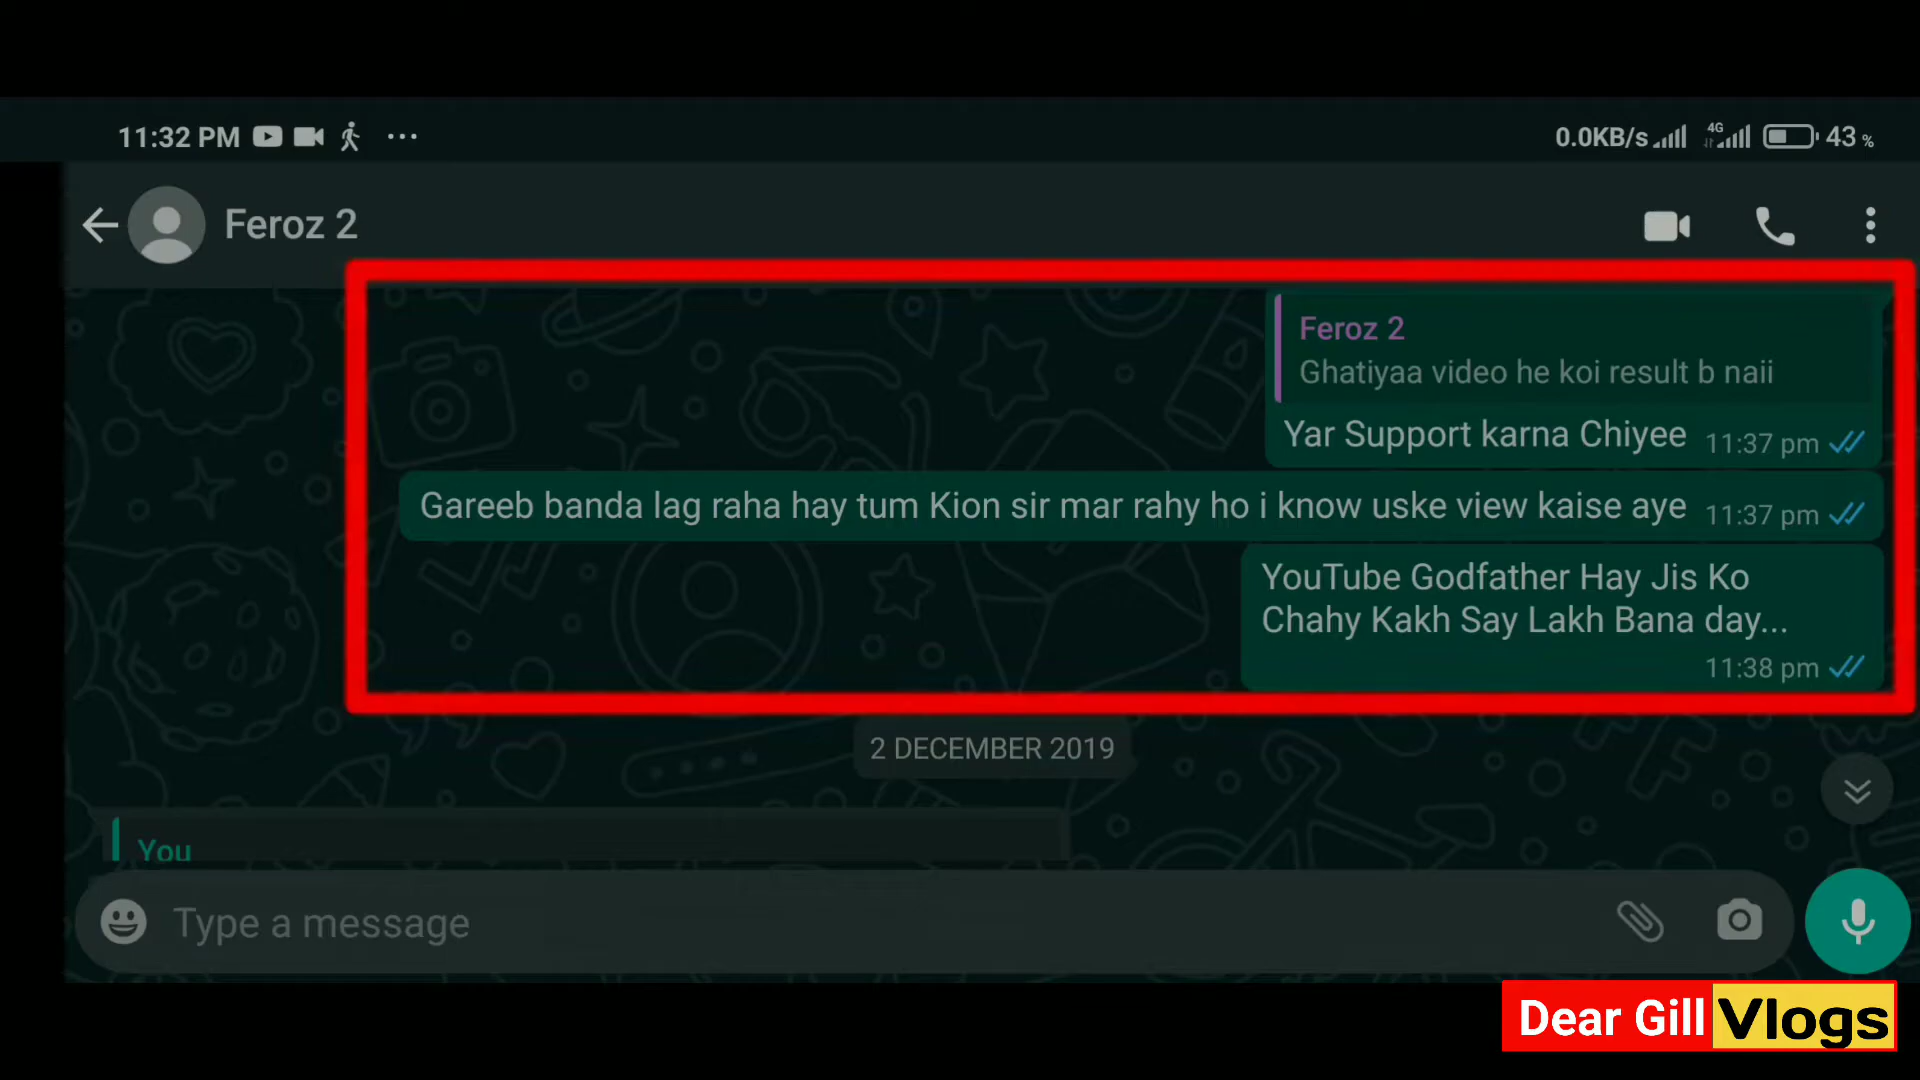 11:32 PM ...
0.0KB/s 4G 43 %
Feroz 2
Feroz 2
Ghatiyaa video he koi result b naii
Yar Support karna Chiyee 11:37 pm
Gareeb banda lag raha hay tum Kion sir mar rahy ho i know uske view kaise aye 11:37 pm
YouTube Godfather Hay Jis Ko
Chahy Kakh Say Lakh Bana day...
11:38 pm
2 DECEMBER 2019
You
Type a message
Dear Gill Vlogs